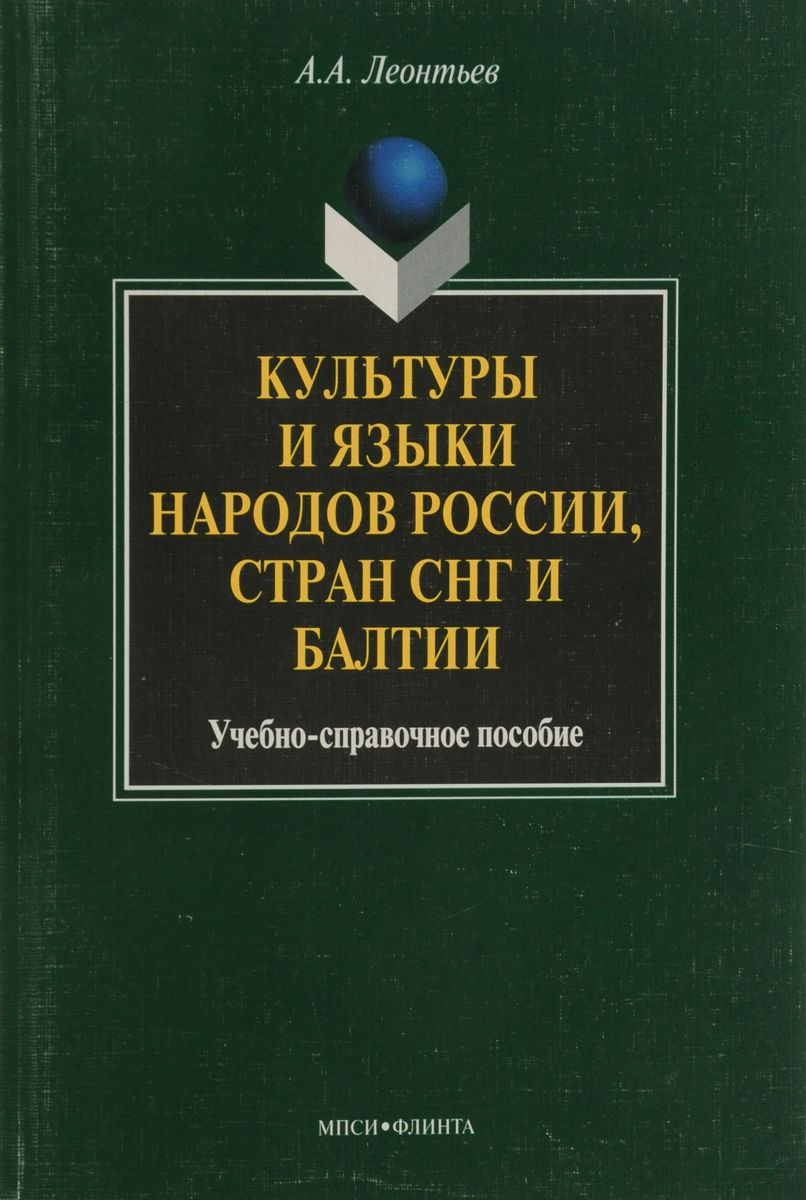 А.А. Леонтьев
КУЛЬТУРЫ
И ЯЗЫКИ
НАРОДОВ РОССИИ,
СТРАН СНГ И
БАЛТИИ
Учебно-справочное пособие
МПСИ•ФЛИНТА